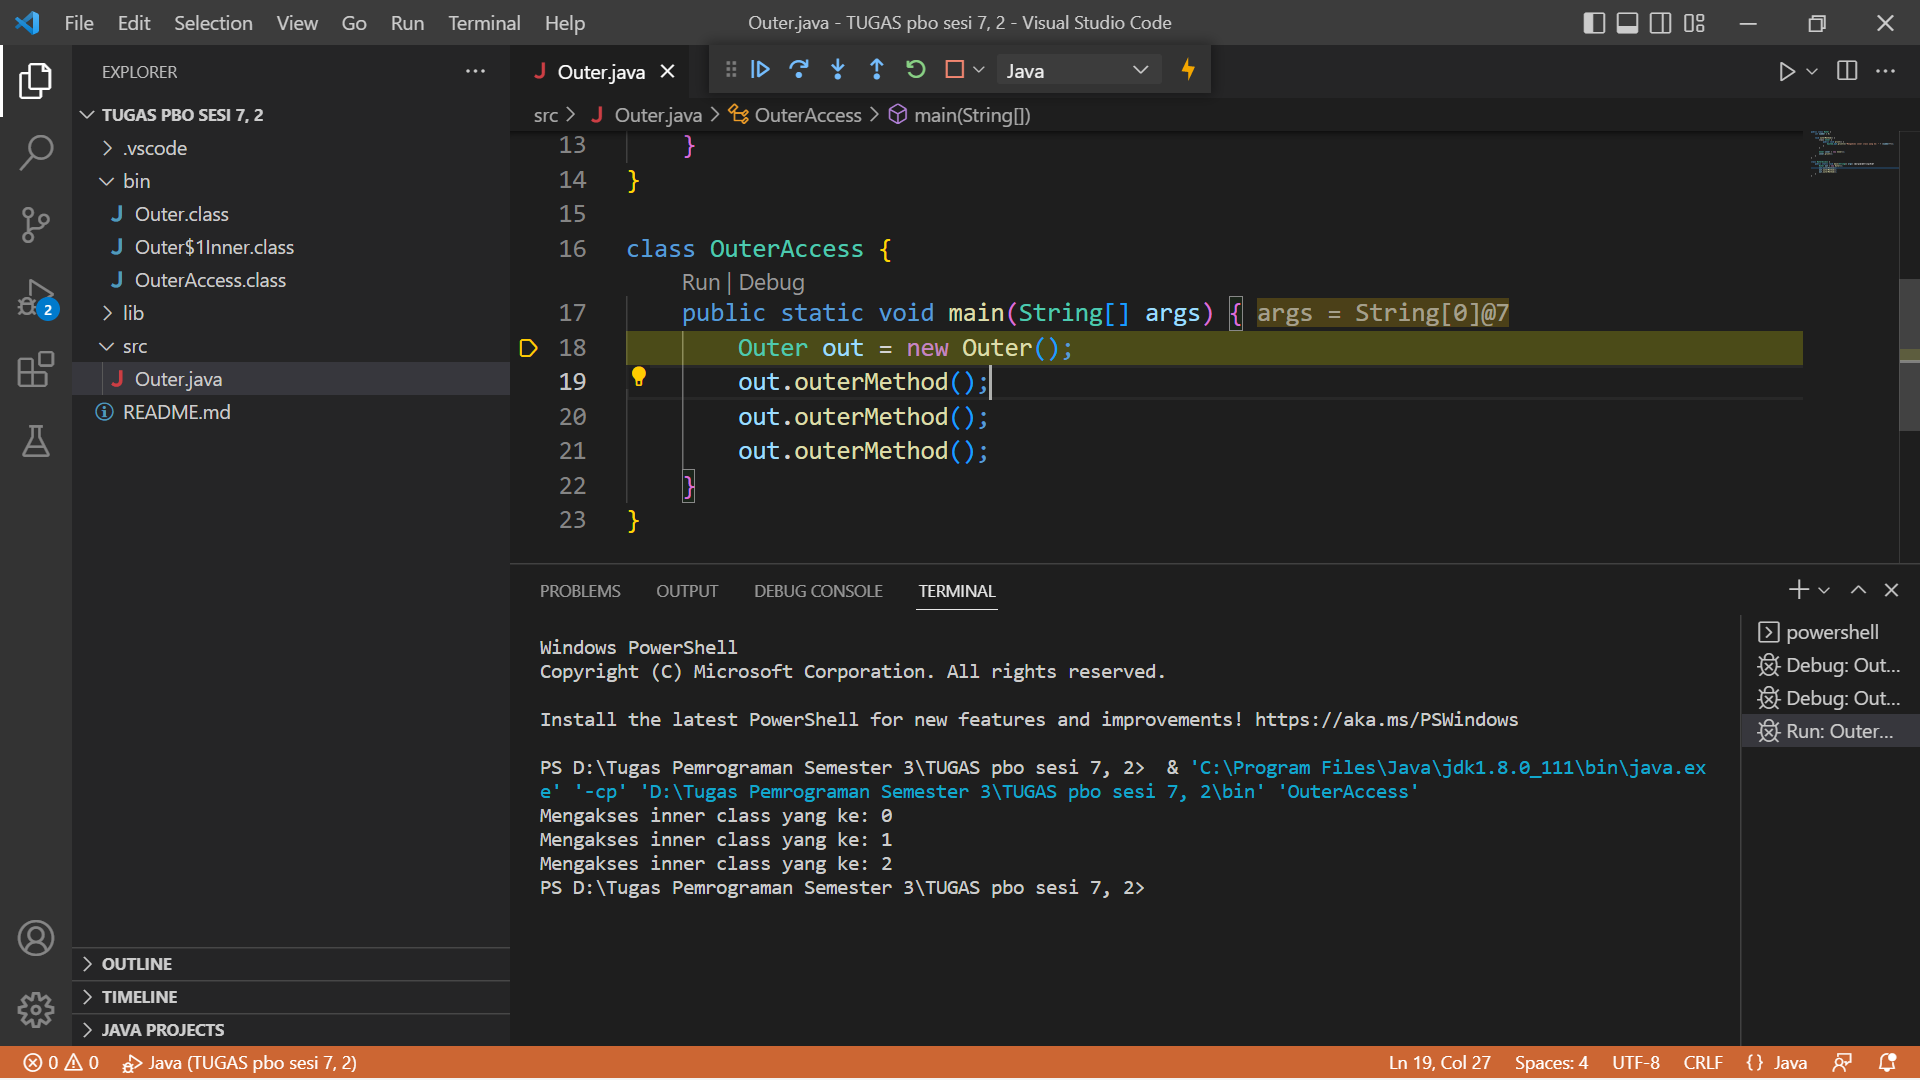 File Edit Selection View Go Run Terminal Help
Outer.java - TUGAS pbo sesi 7, 2 - Visual Studio Code
EXPLORER
TUGAS PBO SESI 7, 2
.vscode
bin
Outer.class
Outer$1Inner.class
OuterAccess.class
lib
src
Outer.java
README.md
2
OUTLINE
TIMELINE
JAVA PROJECTS
Outer.java
Java
src > Outer.java > OuterAccess > main(String[])
13 }
14 }
15
16 class OuterAccess {
Run | Debug
17 public static void main(String[] args) { args = String[0]@7
18 Outer out = new Outer();
19 out.outerMethod();
20 out.outerMethod();
21 out.outerMethod();
22 }
23 }
PROBLEMS OUTPUT DEBUG CONSOLE TERMINAL
Windows PowerShell
Copyright (C) Microsoft Corporation. All rights reserved.
Install the latest PowerShell for new features and improvements! https://aka.ms/PSWindows
PS D:\Tugas Pemrograman Semester 3\TUGAS pbo sesi 7, 2>  & 'C:\Program Files\Java\jdk1.8.0_111\bin\java.ex
e' '-cp' 'D:\Tugas Pemrograman Semester 3\TUGAS pbo sesi 7, 2\bin' 'OuterAccess'
Mengakses inner class yang ke: 0
Mengakses inner class yang ke: 1
Mengakses inner class yang ke: 2
PS D:\Tugas Pemrograman Semester 3\TUGAS pbo sesi 7, 2>
powershell
Debug: Out...
Debug: Out...
Run: Outer...
0 0 Java (TUGAS pbo sesi 7, 2)
Ln 19, Col 27 Spaces: 4 UTF-8 CRLF {} Java